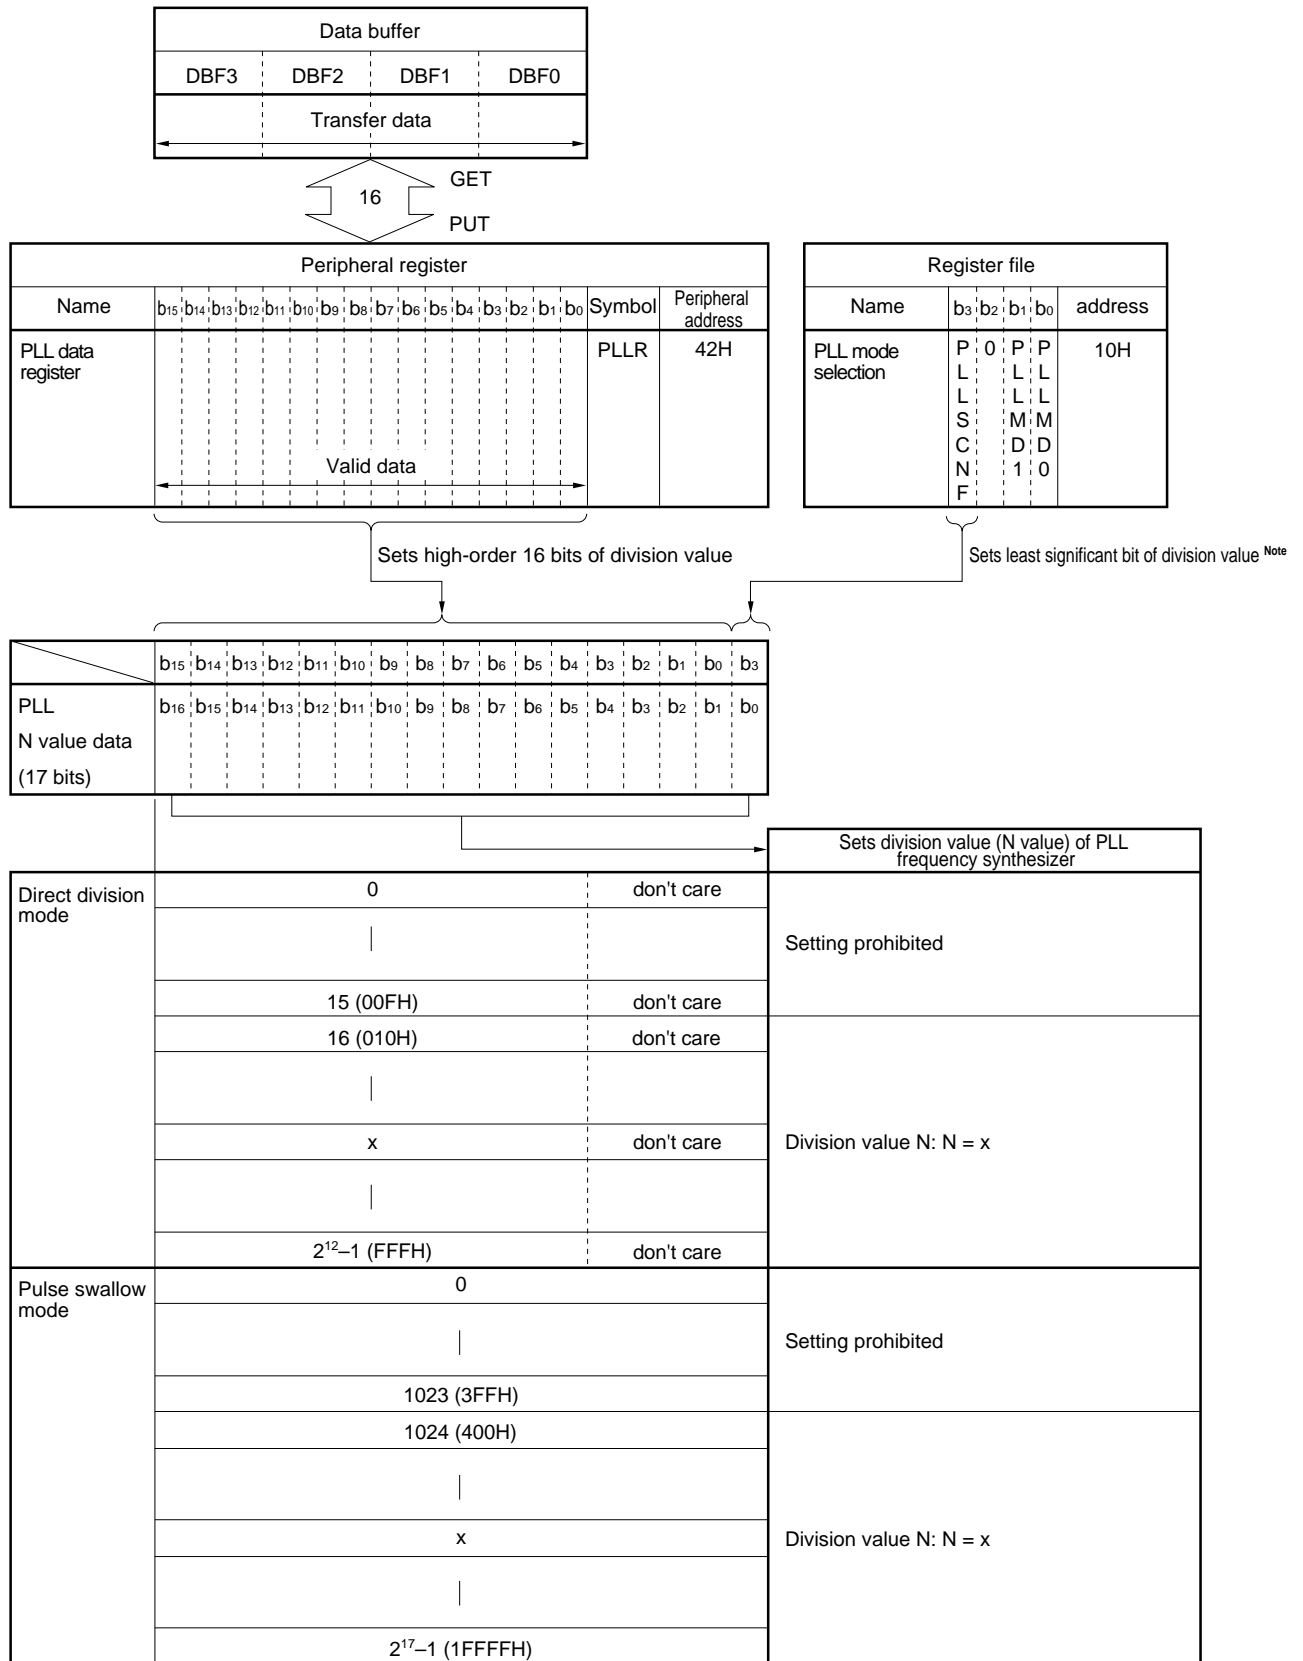 Data buffer
DBF3 DBF2 DBF1 DBF0
Transfer data
GET
16
PUT
Peripheral register
Name b15 b14 b13 b12 b11 b10 b9 b8 b7 b6 b5 b4 b3 b2 b1 b0 Symbol Peripheral address
PLL data register PLLR 42H
Valid data
Register file
Name b3 b2 b1 b0 address
PLL mode selection PLLSCNF 0 PLLMD1 PLLMD0 10H
Sets high-order 16 bits of division value
Sets least significant bit of division value Note
b15 b14 b13 b12 b11 b10 b9 b8 b7 b6 b5 b4 b3 b2 b1 b0 b3
PLL b16 b15 b14 b13 b12 b11 b10 b9 b8 b7 b6 b5 b4 b3 b2 b1 b0
N value data
(17 bits)
Sets division value (N value) of PLL
frequency synthesizer
Direct division mode
0 don't care
Setting prohibited
15 (00FH) don't care
16 (010H) don't care
x don't care Division value N: N = x
2¹²–1 (FFFH) don't care
Pulse swallow mode
0
Setting prohibited
1023 (3FFH)
1024 (400H)
x Division value N: N = x
2¹⁷–1 (1FFFFH)